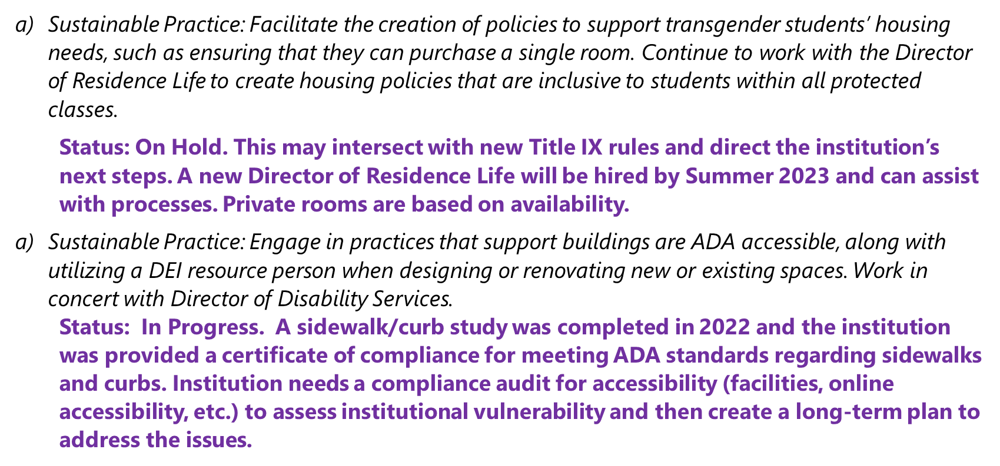 a) Sustainable Practice: Facilitate the creation of policies to support transgender students’ housing
needs, such as ensuring that they can purchase a single room. Continue to work with the Director
of Residence Life to create housing policies that are inclusive to students within all protected
classes.
Status: On Hold. This may intersect with new Title IX rules and direct the institution’s
next steps. A new Director of Residence Life will be hired by Summer 2023 and can assist
with processes. Private rooms are based on availability.
a) Sustainable Practice: Engage in practices that support buildings are ADA accessible, along with
utilizing a DEI resource person when designing or renovating new or existing spaces. Work in
concert with Director of Disability Services.
Status:  In Progress.  A sidewalk/curb study was completed in 2022 and the institution
was provided a certificate of compliance for meeting ADA standards regarding sidewalks
and curbs. Institution needs a compliance audit for accessibility (facilities, online
accessibility, etc.) to assess institutional vulnerability and then create a long-term plan to
address the issues.